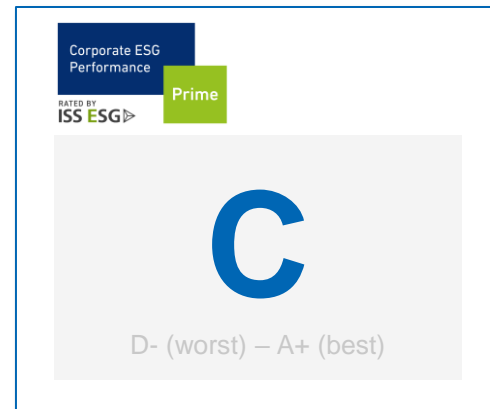 Corporate ESG
Performance
Prime
RATED BY
ISS ESG
C
D- (worst) – A+ (best)